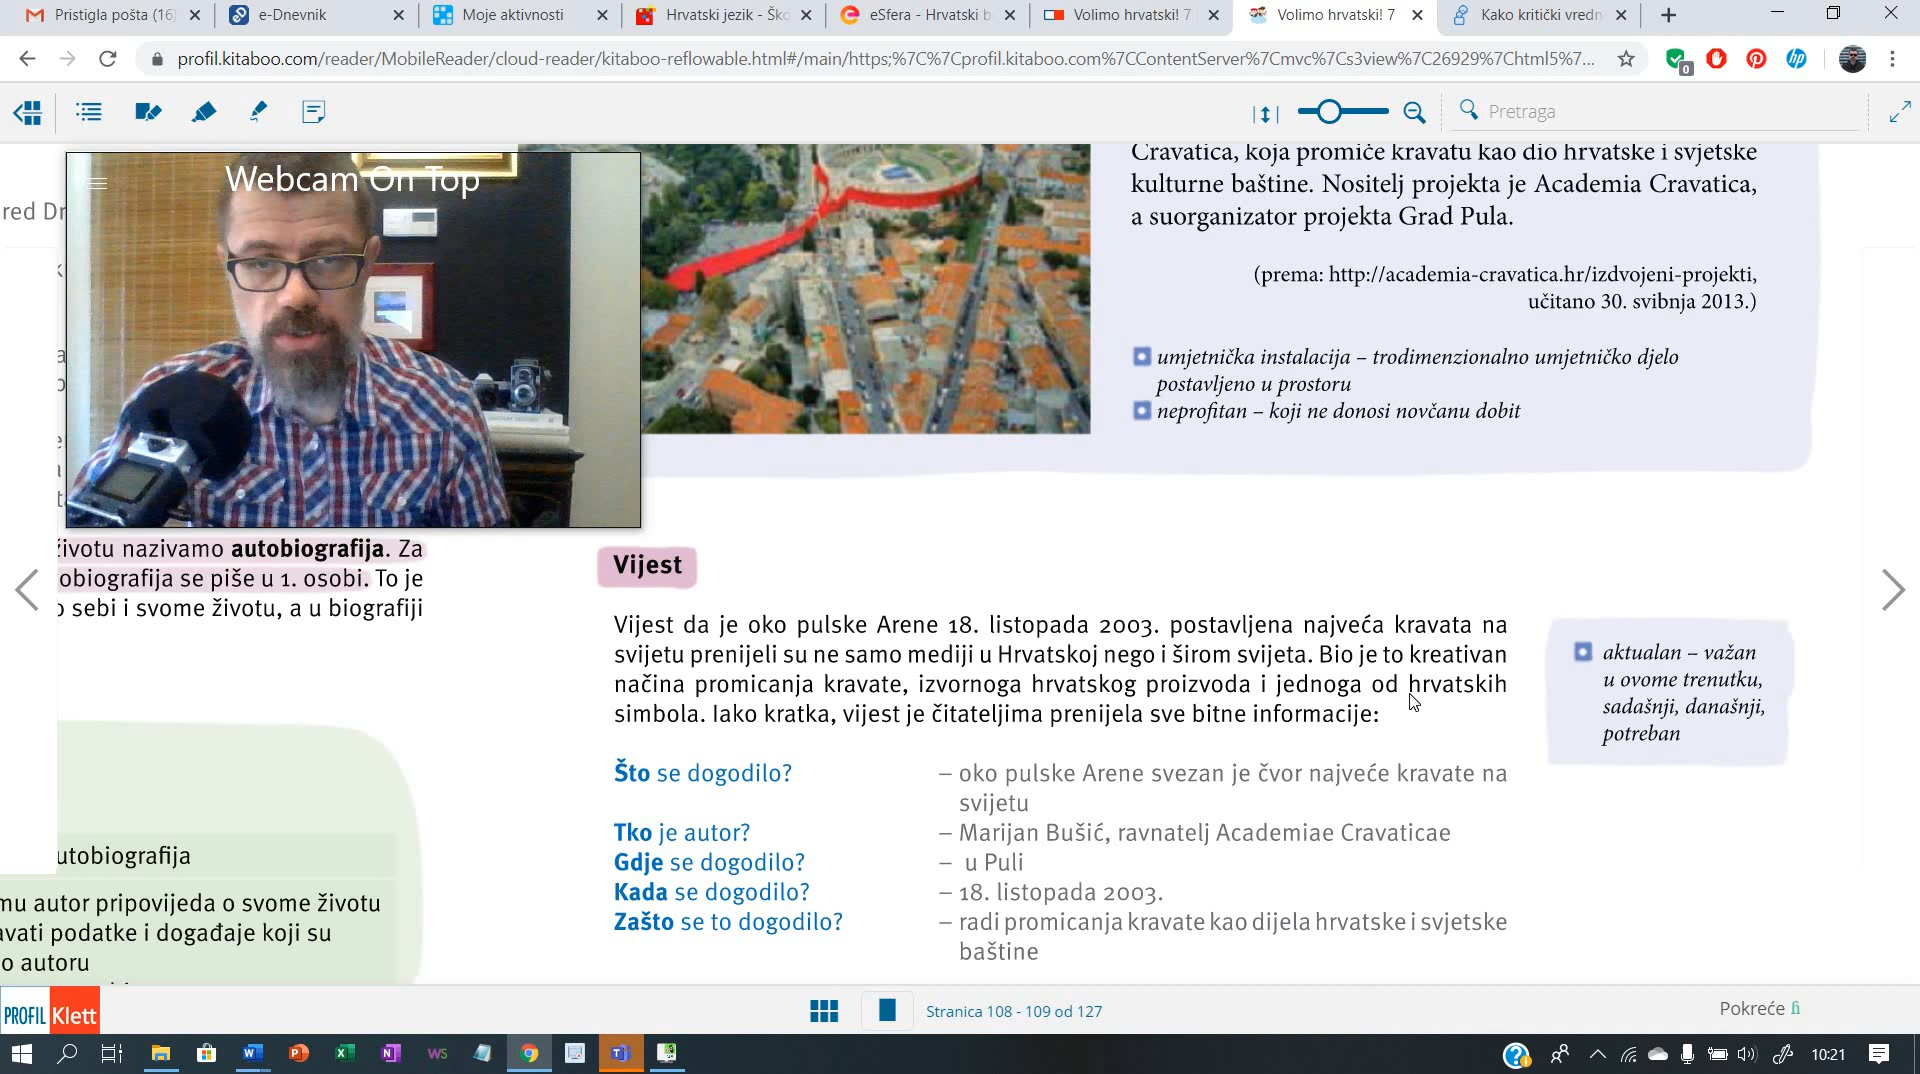 Pristigla pošta (16)
e-Dnevnik
Moje aktivnosti
Hrvatski jezik - Ško
eSfera - Hrvatski
Volimo hrvatski! 7
Volimo hrvatski! 7
Kako kritički vredn
profil.kitaboo.com/reader/MobileReader/cloud-reader/kitaboo-reflowable.html#/main/https;%7C%7Cprofil.kitaboo.com%7CContentServer%7Cmvc%7Cs3view%7C26929%7Chtml5%7...
0
Pretraga
Webcam On Top
red Dr
Cravatica, koja promiče kravatu kao dio hrvatske i svjetske
kulturne baštine. Nositelj projekta je Academia Cravatica,
a suorganizator projekta Grad Pula.
(prema: http://academia-cravatica.hr/izdvojeni-projekti,
učitano 30. svibnja 2013.)
umjetnička instalacija – trodimenzionalno umjetničko djelo
postavljeno u prostoru
neprofitan – koji ne donosi novčanu dobit
životu nazivamo autobiografija. Za
obiografija se piše u 1. osobi. To je
o sebi i svome životu, a u biografiji
utobiografija
mu autor pripovijeda o svome životu
avati podatke i događaje koji su
o autoru
Vijest
Vijest da je oko pulske Arene 18. listopada 2003. postavljena najveća kravata na
svijetu prenijeli su ne samo mediji u Hrvatskoj nego i širom svijeta. Bio je to kreativan
načina promicanja kravate, izvornoga hrvatskog proizvoda i jednoga od hrvatskih
simbola. Iako kratka, vijest je čitateljima prenijela sve bitne informacije:
Što se dogodilo? – oko pulske Arene svezan je čvor najveće kravate na
svijetu
Tko je autor? – Marijan Bušić, ravnatelj Academiae Cravaticae
Gdje se dogodilo? – u Puli
Kada se dogodilo? – 18. listopada 2003.
Zašto se to dogodilo? – radi promicanja kravate kao dijela hrvatske i svjetske
baštine
aktualan – važan
u ovome trenutku,
sadašnji, današnji,
potreban
PROFIL Klett
Stranica 108 - 109 od 127
Pokreće
10:21